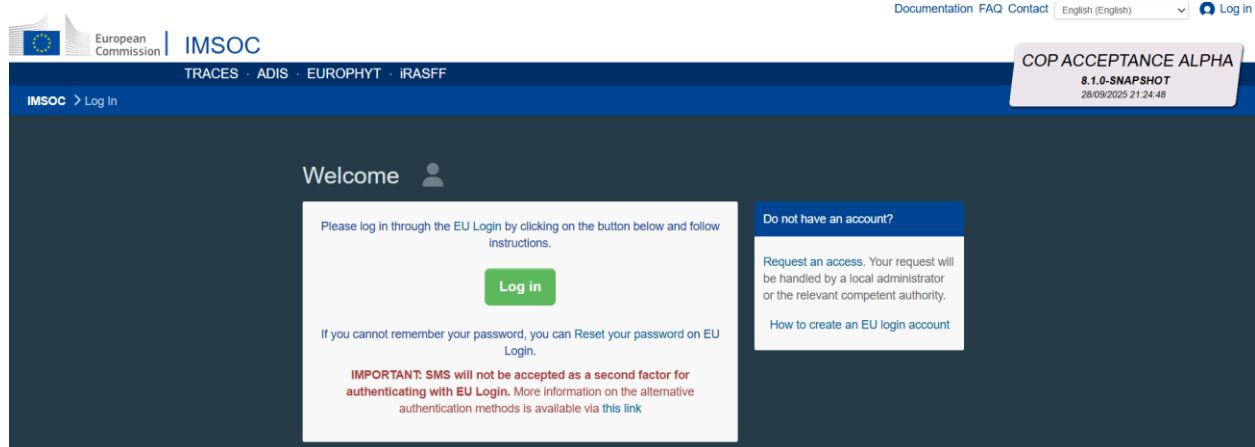 Documentation FAQ Contact English (English) Log in
European
Commission
IMSOC
TRACES · ADIS · EUROPHYT · iRASFF
COP ACCEPTANCE ALPHA
8.1.0-SNAPSHOT
28/09/2025 21:24:48
IMSOC > Log In
Welcome
Please log in through the EU Login by clicking on the button below and follow
instructions.
Log in
If you cannot remember your password, you can Reset your password on EU
Login.
IMPORTANT: SMS will not be accepted as a second factor for
authenticating with EU Login. More information on the alternative
authentication methods is available via this link
Do not have an account?
Request an access. Your request will
be handled by a local administrator
or the relevant competent authority.
How to create an EU login account